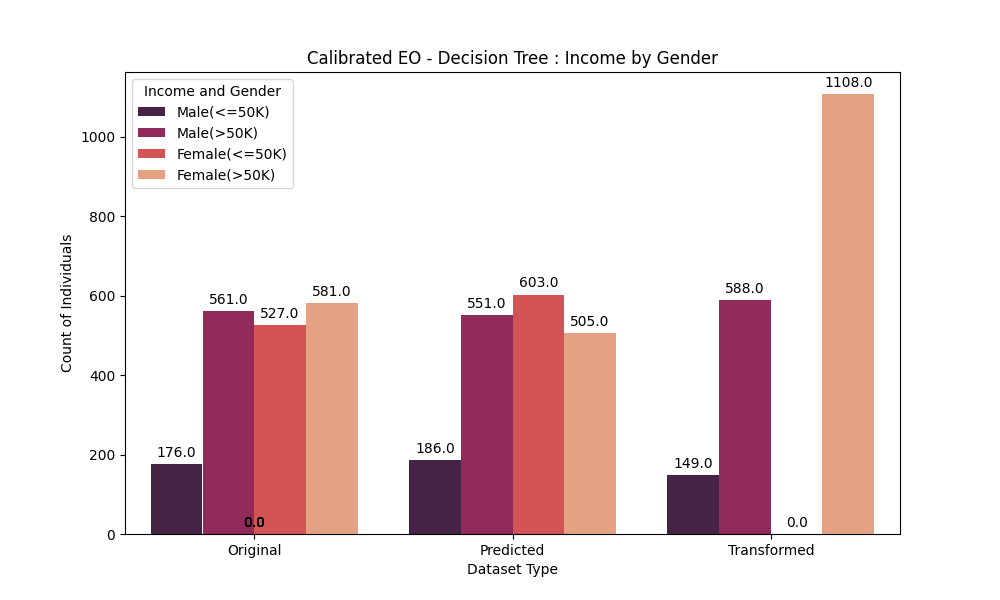 Calibrated EO - Decision Tree : Income by Gender
Income and Gender
Male(<=50K)
Male(>50K)
Female(<=50K)
Female(>50K)
Count of Individuals
1000
800
600
400
200
0
176.0
561.0
527.0
581.0
0.0
186.0
551.0
603.0
505.0
149.0
588.0
0.0
1108.0
Original
Predicted
Transformed
Dataset Type